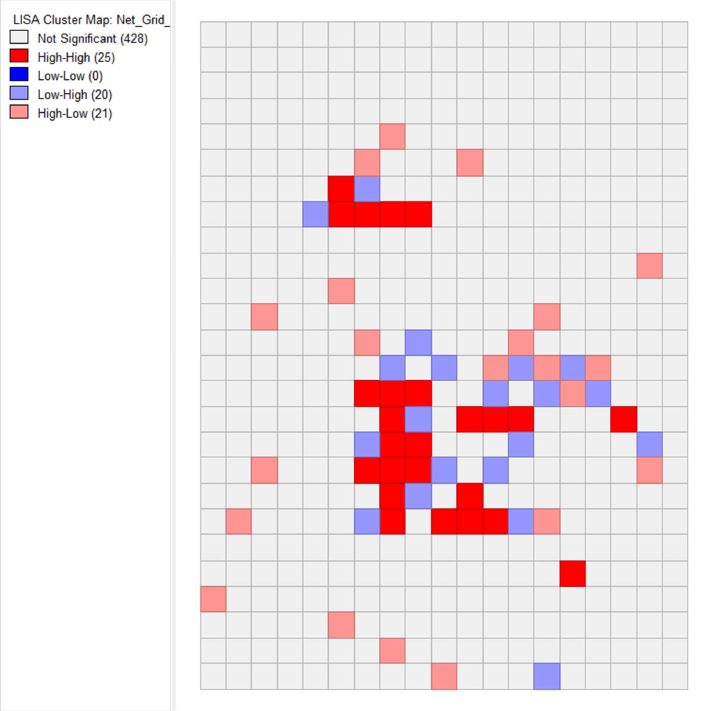 LISA Cluster Map: Net_Grid_
Not Significant (428)
High-High (25)
Low-Low (0)
Low-High (20)
High-Low (21)